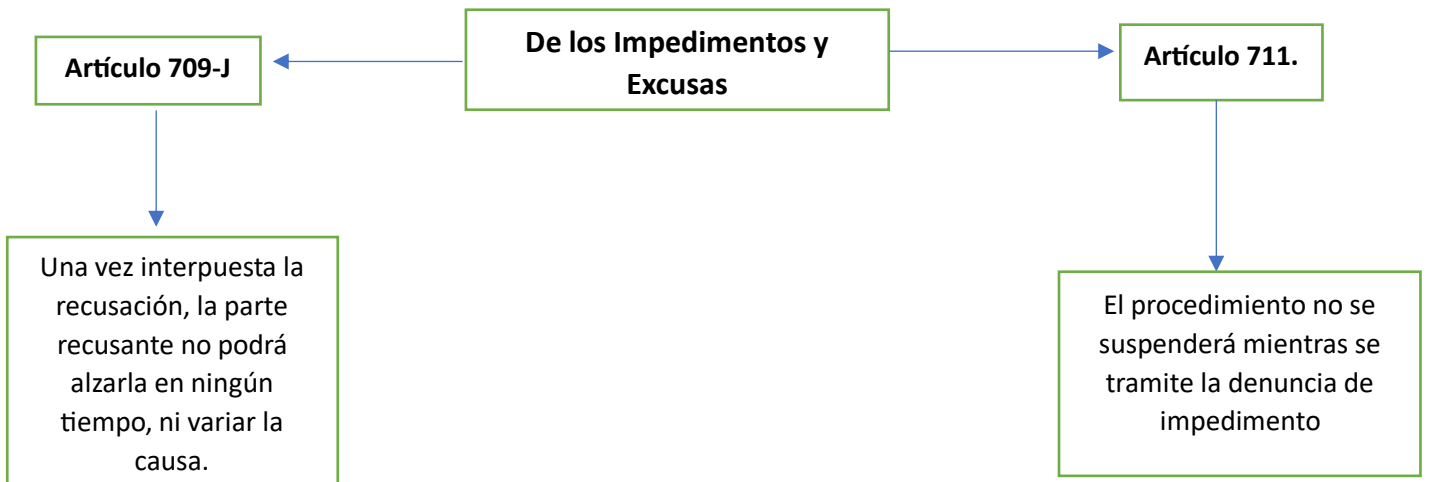 De los Impedimentos y
Excusas
Artículo 709-J
Artículo 711.
Una vez interpuesta la
recusación, la parte
recusante no podrá
alzarla en ningún
tiempo, ni variar la
causa.
El procedimiento no se
suspenderá mientras se
tramite la denuncia de
impedimento